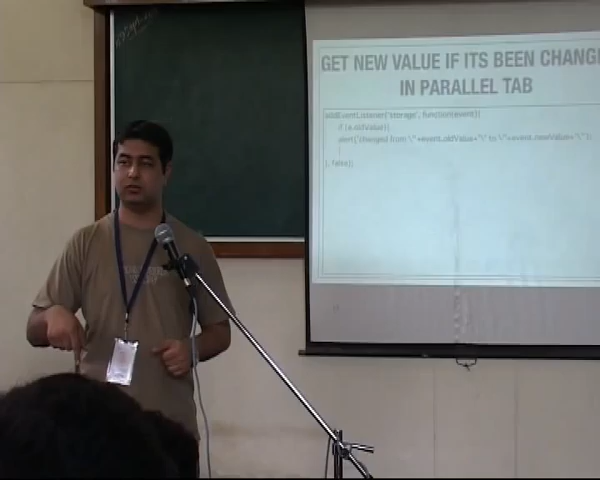 GET NEW VALUE IF ITS BEEN CHANG
IN PARALLEL TAB
addEventListener('storage', function(event){
if (e.oldValue){
alert('changed from \""+event.oldValue+"\" to \""+event.newValue+"\"');
}
}, false);